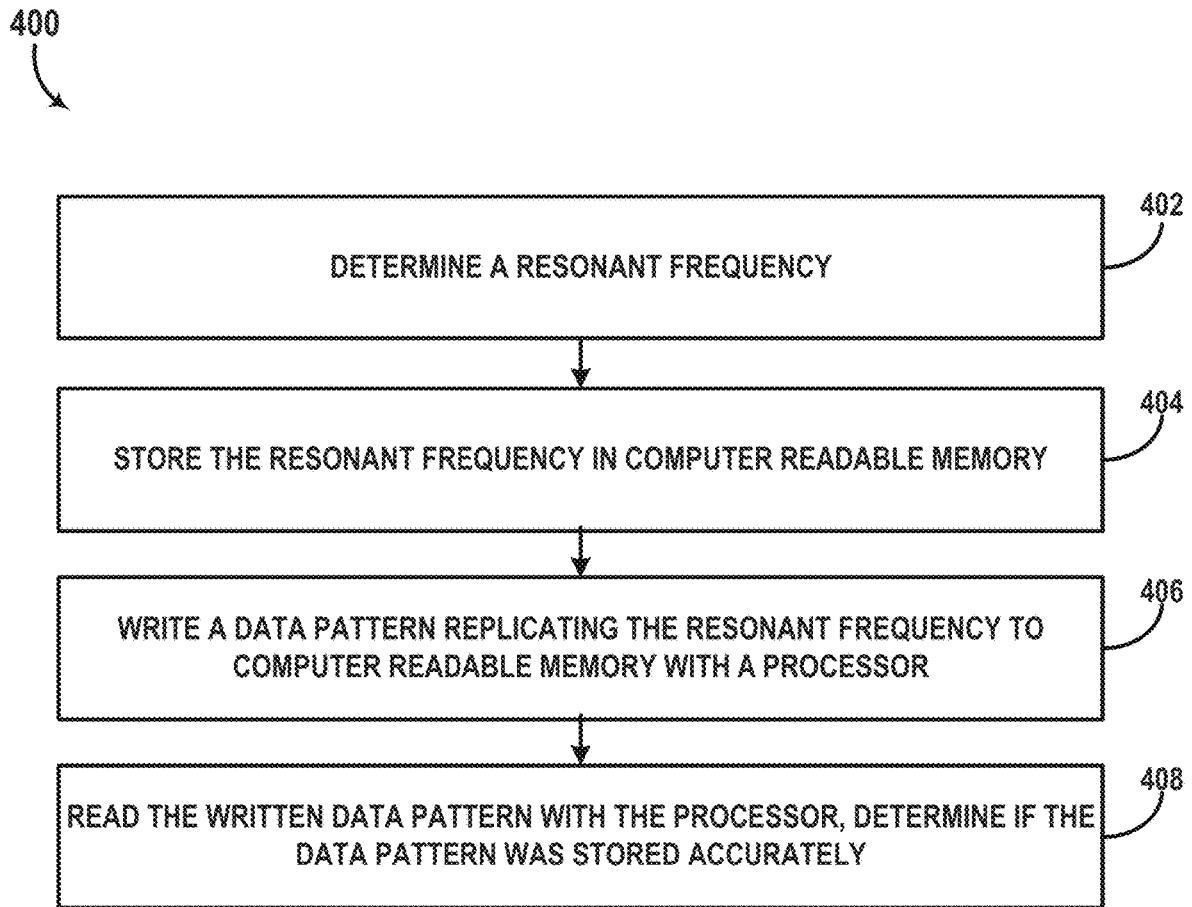 400
402
DETERMINE A RESONANT FREQUENCY
404
STORE THE RESONANT FREQUENCY IN COMPUTER READABLE MEMORY
406
WRITE A DATA PATTERN REPLICATING THE RESONANT FREQUENCY TO
COMPUTER READABLE MEMORY WITH A PROCESSOR
408
READ THE WRITTEN DATA PATTERN WITH THE PROCESSOR, DETERMINE IF THE
DATA PATTERN WAS STORED ACCURATELY